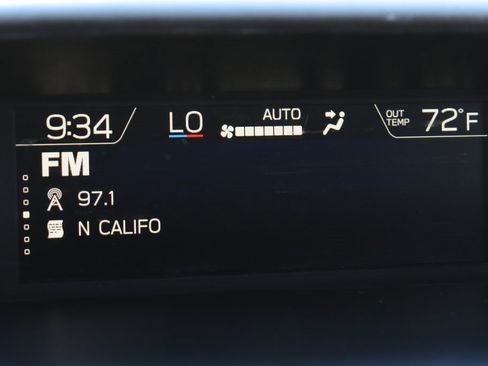 9:34 LO AUTO OUT TEMP 72°F
FM
97.1
N CALIFO